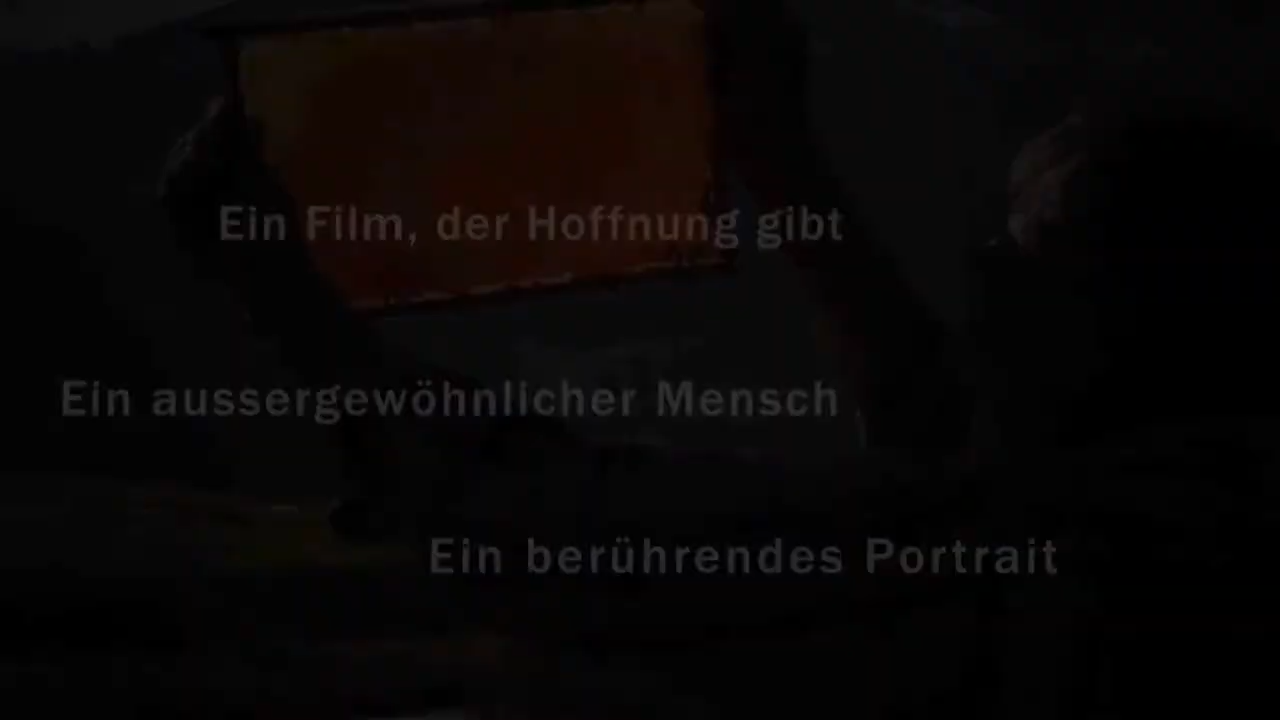 Ein Film, der Hoffnung gibt
Ein aussergewöhnlicher Mensch
Ein berührendes Portrait